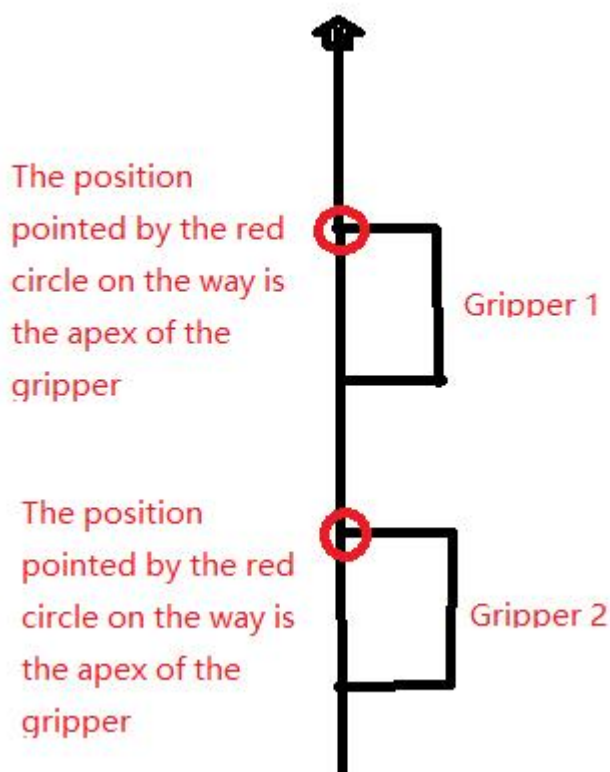 The position
pointed by the red
circle on the way is
the apex of the
gripper
Gripper 1
The position
pointed by the red
circle on the way is
the apex of the
gripper
Gripper 2